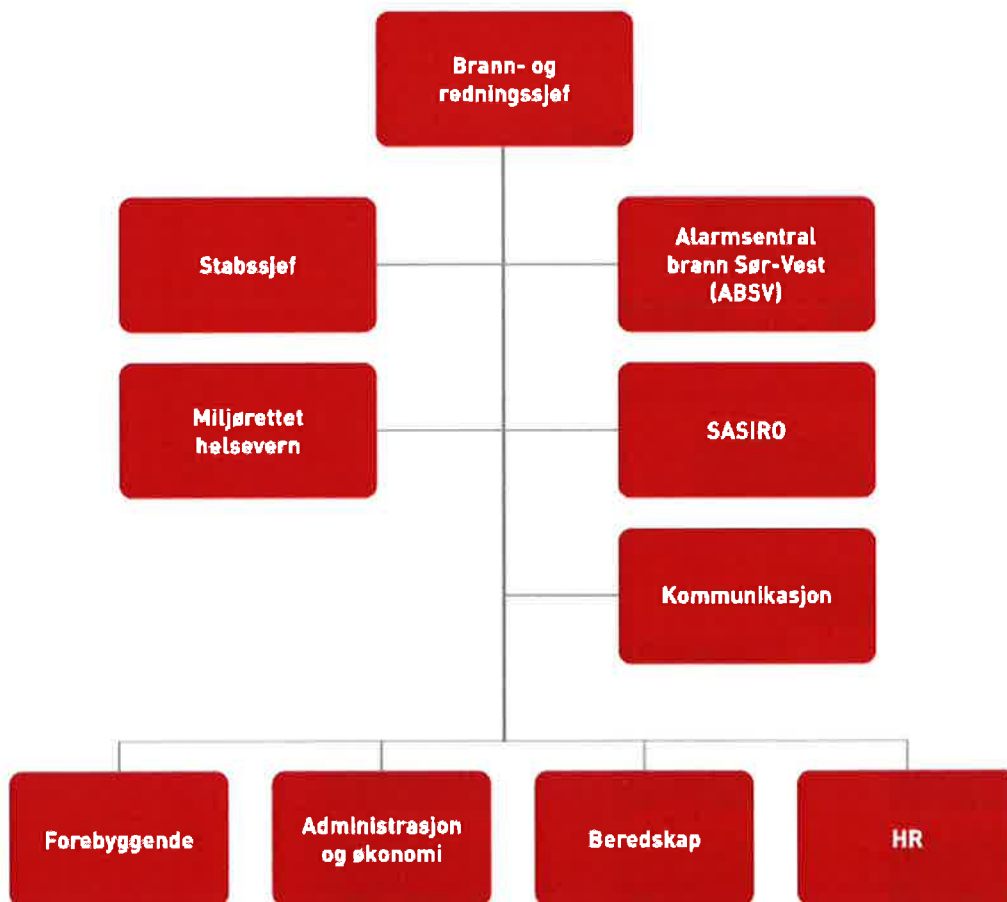 Brann- og
redningssjef
Stabssjef
Alarmsentral
brann Sør-Vest
(ABSV)
Miljørettet
helsevern
SASIRO
Kommunikasjon
Forebyggende
Administrasjon
og økonomi
Beredskap
HR